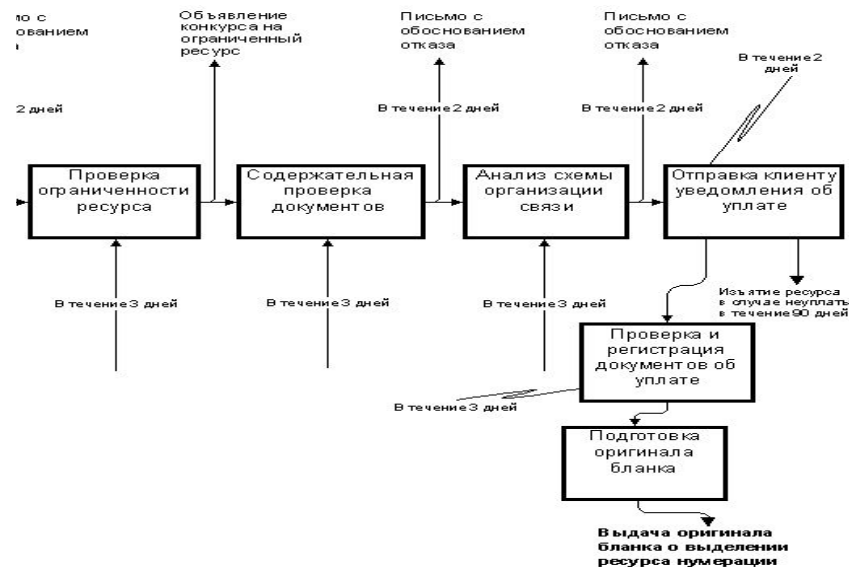 Объявление
конкурса на
ограниченный
ресурс
Письмо с
обоснованием
отказа
Письмо с
обоснованием
отказа
В течение 2
дней
2 дней
В течение 2 дней
В течение 2 дней
Проверка
ограниченности
ресурса
Содержательная
проверка
документов
Анализ схемы
организации
связи
Отправка клиенту
уведомления об
уплате
В течение 3 дней
В течение 3 дней
В течение 3 дней
Изъятие ресурса
в случае неуплать
в течение 90 дней
Проверка и
регистрация
документов об
уплате
В течение 3 дней
Подготовка
оригинала
бланка
Выдача оригинала
бланка о выделении
ресурса нумерации